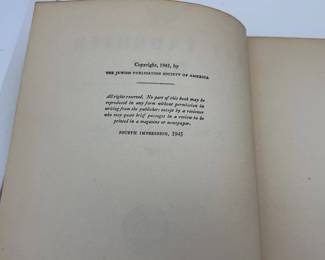 Copyright, 1941, by
THE JEWISH PUBLICATION SOCIETY OF AMERICA
All rights reserved. No part of this book may be
reproduced in any form without permission in
writing from the publisher except by a reviewer
who may quote brief passages in a review to be
printed in a magazine or newspaper.
FOURTH IMPRESSION, 1945